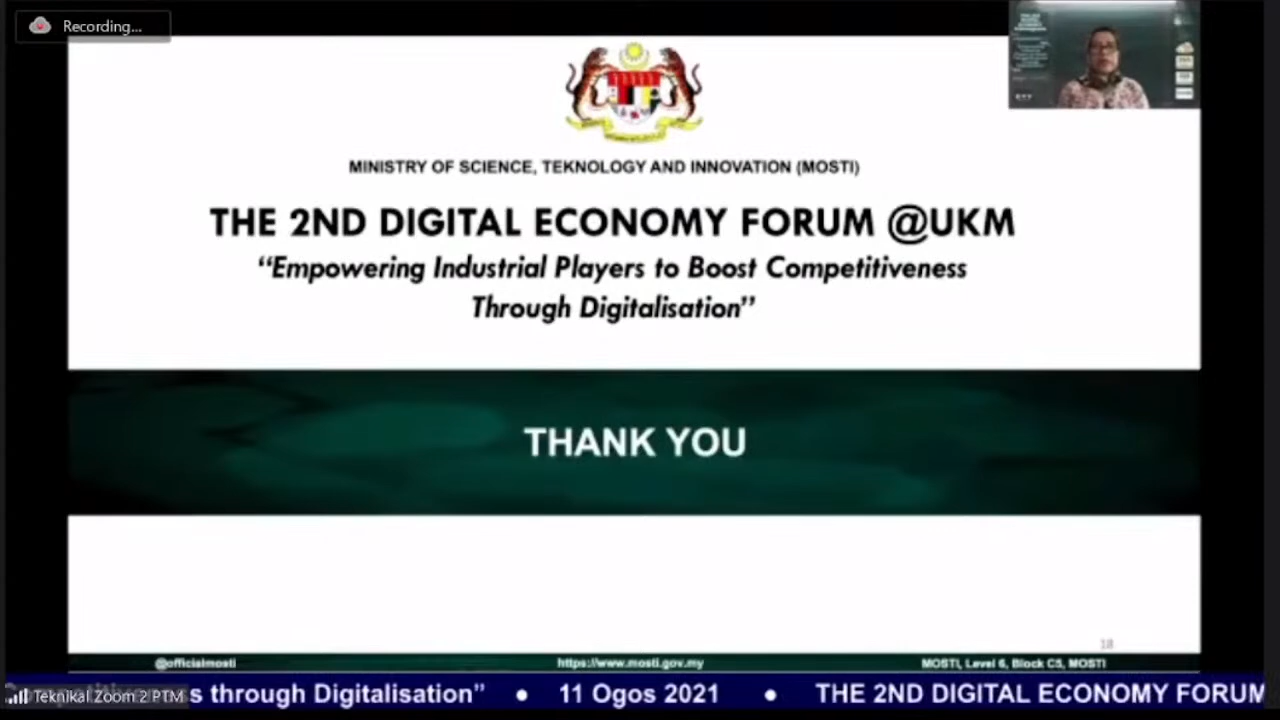 Recording...
MINISTRY OF SCIENCE, TEKNOLOGY AND INNOVATION (MOSTI)
THE 2ND DIGITAL ECONOMY FORUM @UKM
“Empowering Industrial Players to Boost Competitiveness
Through Digitalisation”
THANK YOU
18
@officialmosti
https://www.mosti.gov.my
MOSTI, Level 6, Block C5, MOSTI
Teknikal Zoom 2 PTM
s through Digitalisation” • 11 Ogos 2021 • THE 2ND DIGITAL ECONOMY FORUM